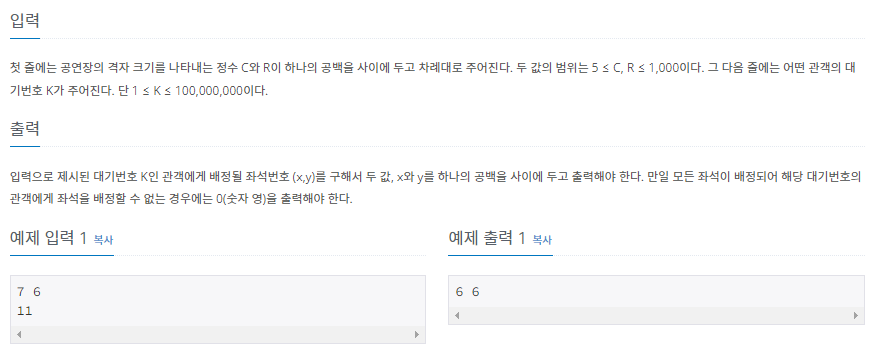 입력
첫 줄에는 공연장의 격자 크기를 나타내는 정수 C와 R이 하나의 공백을 사이에 두고 차례대로 주어진다. 두 값의 범위는 5 ≤ C, R ≤ 1,000이다. 그 다음 줄에는 어떤 관객의 대
기번호 K가 주어진다. 단 1 ≤ K ≤ 100,000,000이다.
출력
입력으로 제시된 대기번호 K인 관객에게 배정될 좌석번호 (x,y)를 구해서 두 값, x와 y를 하나의 공백을 사이에 두고 출력해야 한다. 만일 모든 좌석이 배정되어 해당 대기번호의
관객에게 좌석을 배정할 수 없는 경우에는 0(숫자 영)을 출력해야 한다.
예제 입력 1 복사
7 6
11
예제 출력 1 복사
6 6